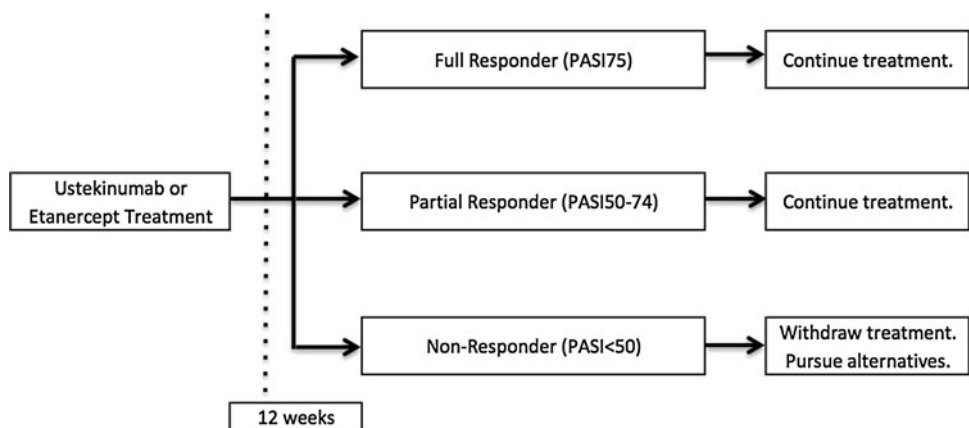 Full Responder (PASI75)
Continue treatment.
Ustekinumab or
Etanercept Treatment
Partial Responder (PASI50-74)
Continue treatment.
Non-Responder (PASI<50)
Withdraw treatment.
Pursue alternatives.
12 weeks